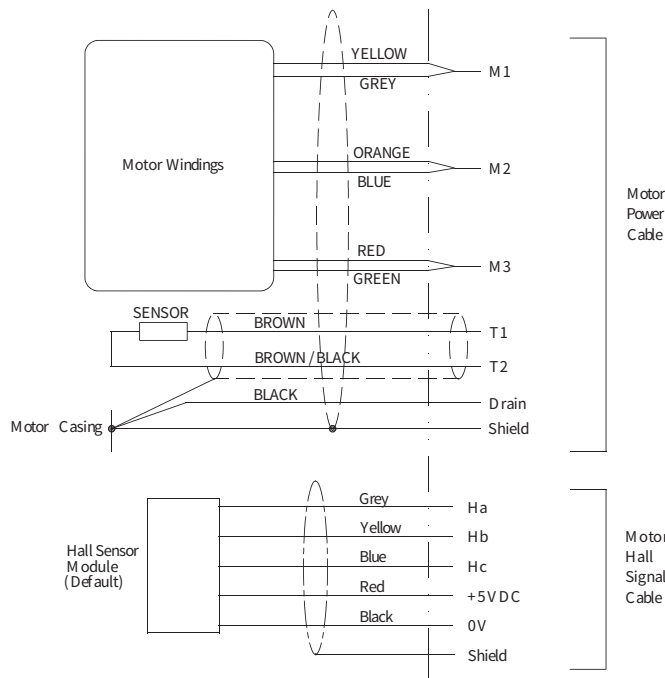 YELLOW
GREY
M1
Motor Windings
ORANGE
BLUE
M2
Motor
Power
Cable
RED
GREEN
M3
SENSOR
BROWN
T1
BROWN / BLACK
T2
BLACK
Drain
Motor Casing
Shield
Grey
Ha
Yellow
Hb
Hall Sensor
Module
(Default)
Blue
Hc
Red
+5VDC
Black
0V
Shield
Motor
Hall
Signal
Cable